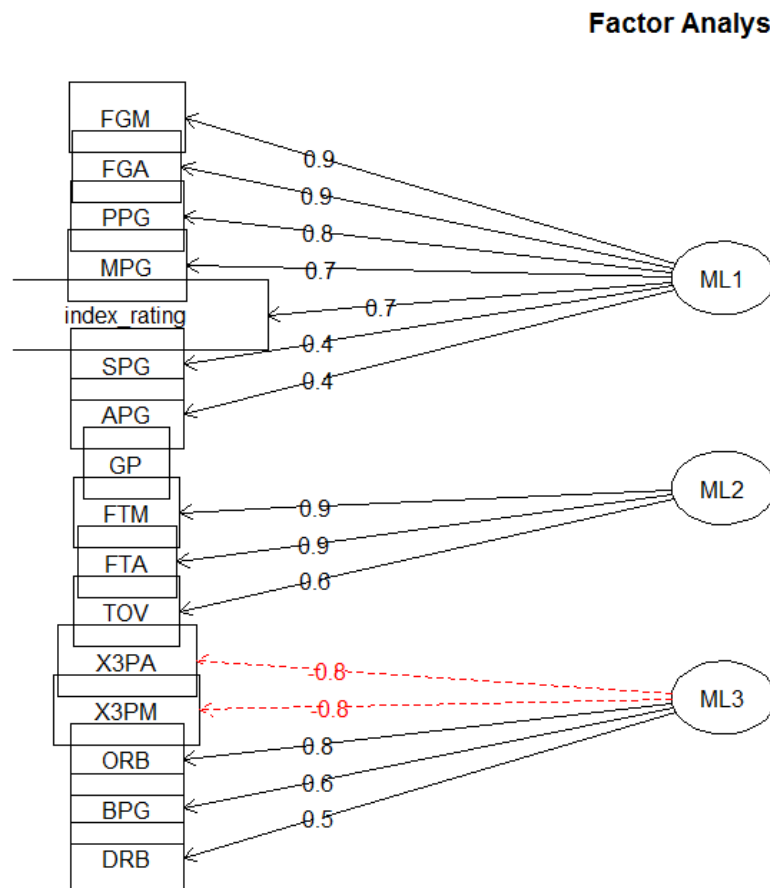 Factor Analys
FGM
FGA
PPG
MPG
index_rating
SPG
APG
GP
FTM
FTA
TOV
X3PA
X3PM
ORB
BPG
DRB
0.9
0.9
0.8
0.7
0.7
0.4
0.4
0.9
0.9
0.6
-0.8
-0.8
0.8
0.6
0.5
ML1
ML2
ML3